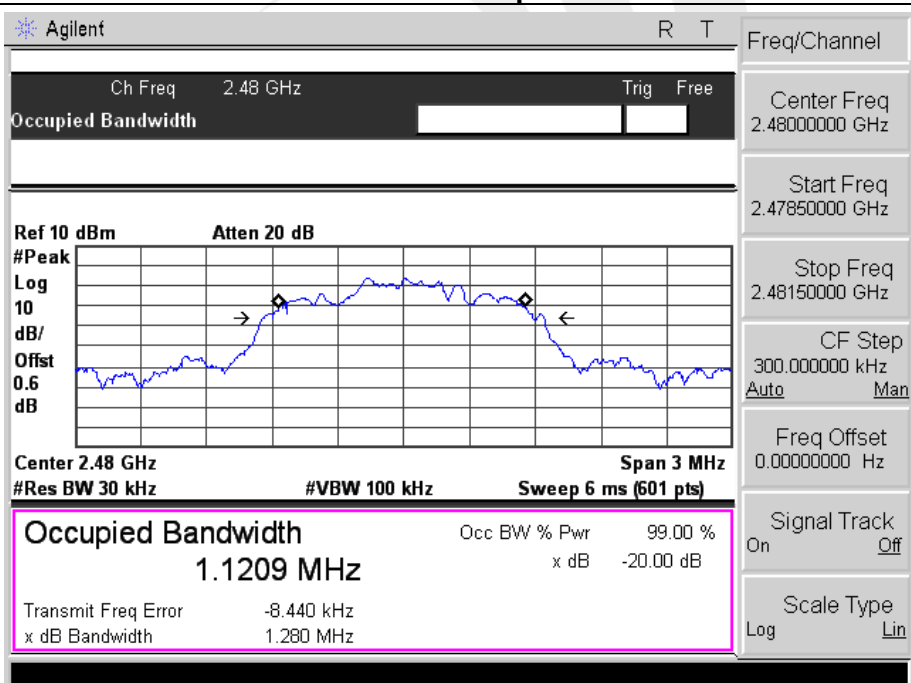 Agilent
R T
Ch Freq 2.48 GHz Trig Free
Occupied Bandwidth
Ref 10 dBm Atten 20 dB
#Peak
Log
10
dB/
Offst
0.6
dB
Center 2.48 GHz Span 3 MHz
#Res BW 30 kHz #VBW 100 kHz Sweep 6 ms (601 pts)
Occupied Bandwidth
1.1209 MHz
Occ BW % Pwr 99.00 %
x dB -20.00 dB
Transmit Freq Error -8.440 kHz
x dB Bandwidth 1.280 MHz
Freq/Channel
Center Freq
2.48000000 GHz
Start Freq
2.47850000 GHz
Stop Freq
2.48150000 GHz
CF Step
300.000000 kHz
Auto Man
Freq Offset
0.00000000 Hz
Signal Track
On Off
Scale Type
Log Lin